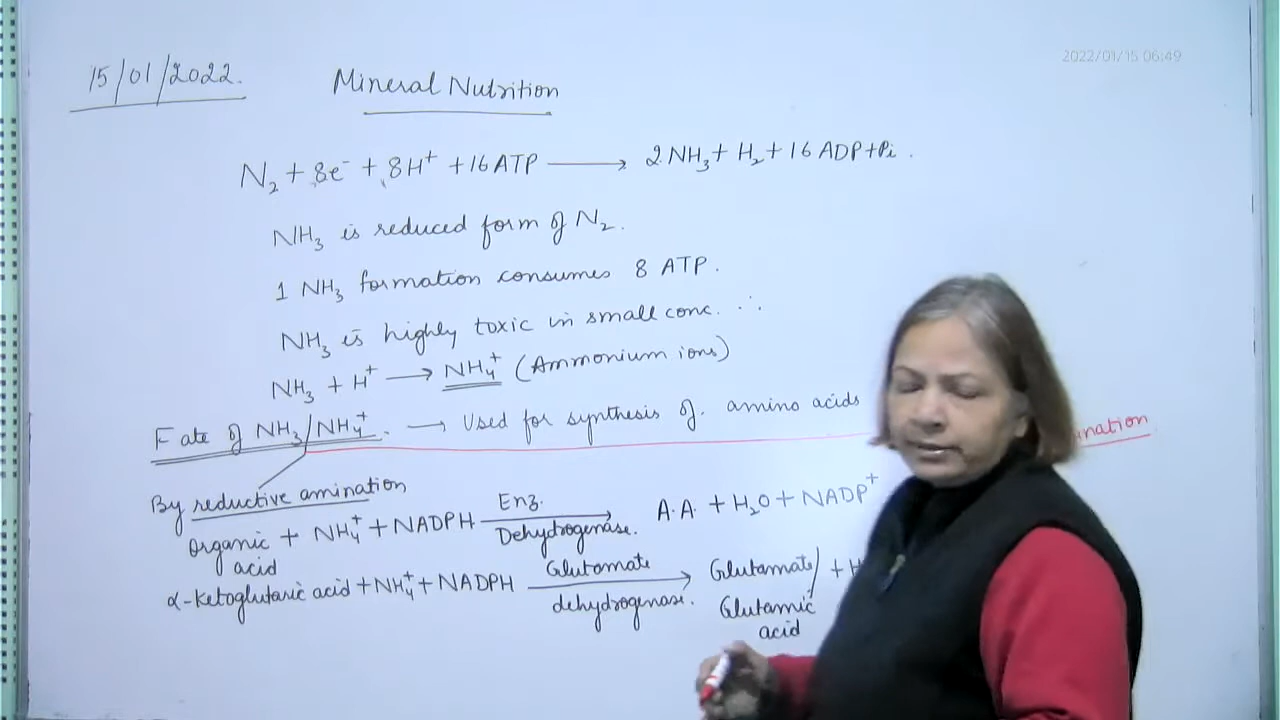 2022/01/15 06:49
15/01/2022.
Mineral Nutrition
N₂ + 8e⁻ + 8H⁺ + 16 ATP ⟶ 2 NH₃ + H₂ + 16 ADP + Pi .
NH₃ is reduced form of N₂.
1 NH₃ formation consumes 8 ATP.
NH₃ is highly toxic in small conc. ∴
NH₃ + H⁺ ⟶ NH₄⁺ (Ammonium ions)
Fate of NH₃/NH₄⁺. ⟶ Used for synthesis of. amino acids
By reductive amination
Organic acid + NH₄⁺ + NADPH ⟶ Enz. Dehydrogenase. A.A. + H₂O + NADP⁺
α-Ketoglutaric acid + NH₄⁺ + NADPH ⟶ Glutamate dehydrogenase. Glutamate/ Glutamic acid + H